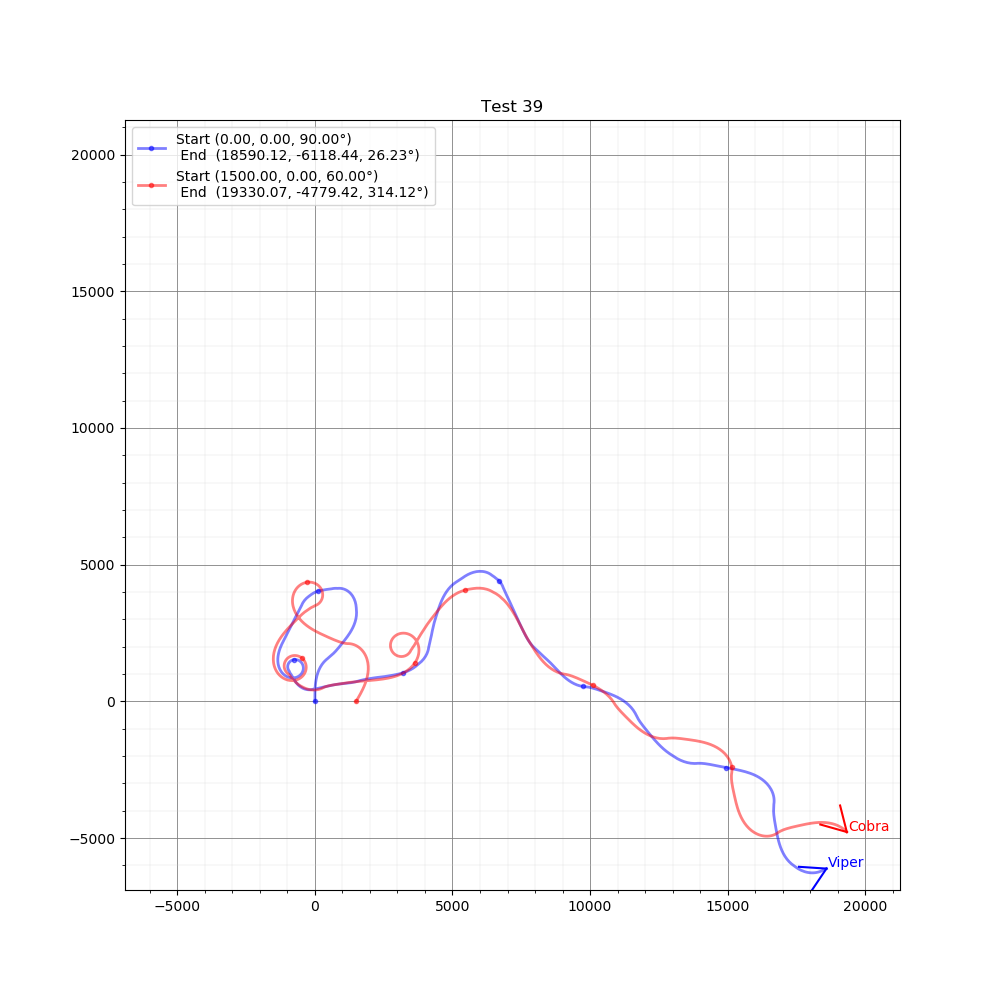 Test 39
Start (0.00, 0.00, 90.00°)
End  (18590.12, -6118.44, 26.23°)
Start (1500.00, 0.00, 60.00°)
End  (19330.07, -4779.42, 314.12°)
20000
15000
10000
5000
0
−5000
Cobra
Viper
−5000 0 5000 10000 15000 20000